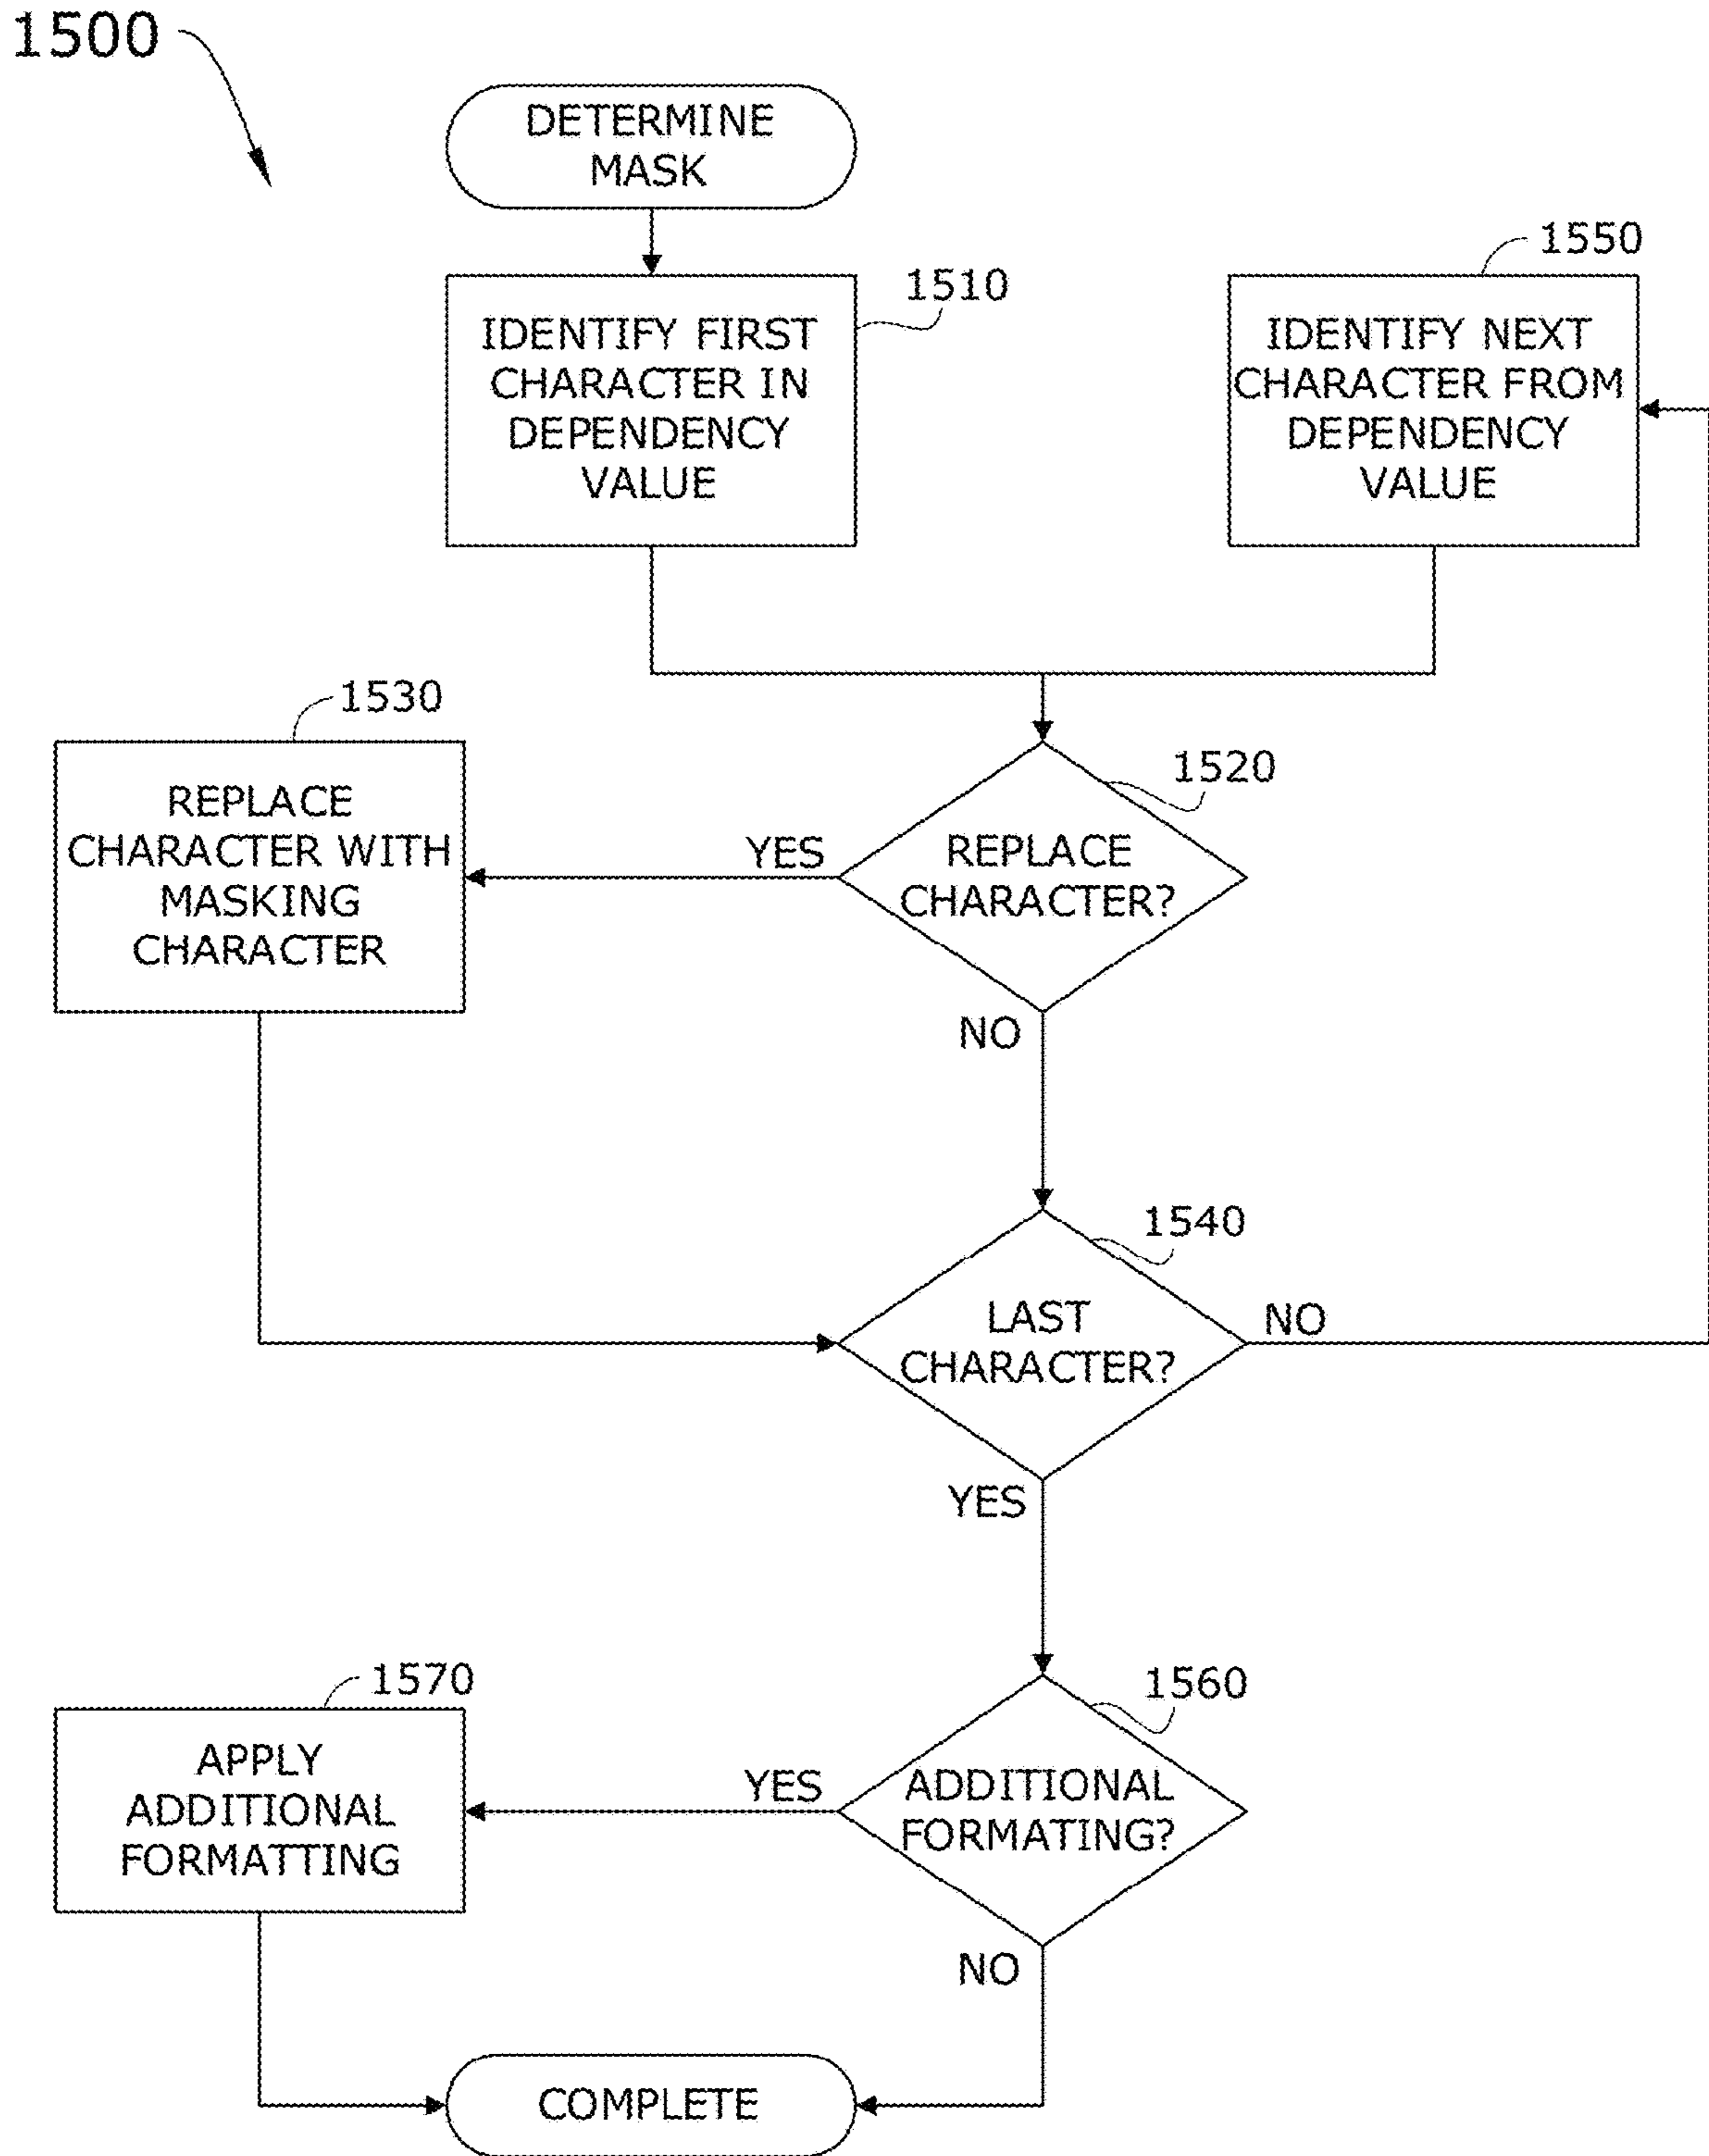 1500
DETERMINE
MASK
1510
IDENTIFY FIRST
CHARACTER IN
DEPENDENCY
VALUE
1550
IDENTIFY NEXT
CHARACTER FROM
DEPENDENCY
VALUE
1530
REPLACE
CHARACTER WITH
MASKING
CHARACTER
1520
REPLACE
CHARACTER?
YES
NO
1540
LAST
CHARACTER?
NO
YES
1570
APPLY
ADDITIONAL
FORMATTING
1560
ADDITIONAL
FORMATING?
YES
NO
COMPLETE